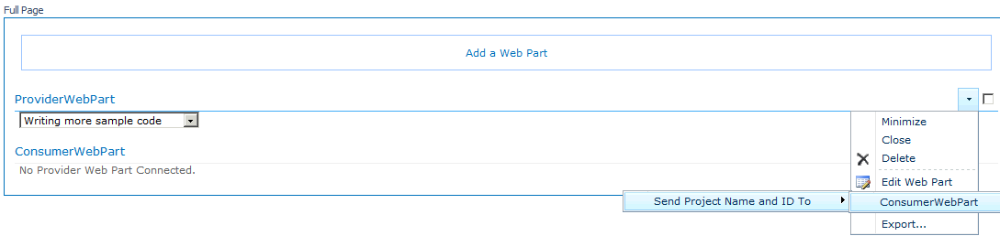 Full Page
Add a Web Part
ProviderWebPart
Writing more sample code
Minimize
Close
ConsumerWebPart
Delete
No Provider Web Part Connected.
Edit Web Part
Send Project Name and ID To
ConsumerWebPart
Export...